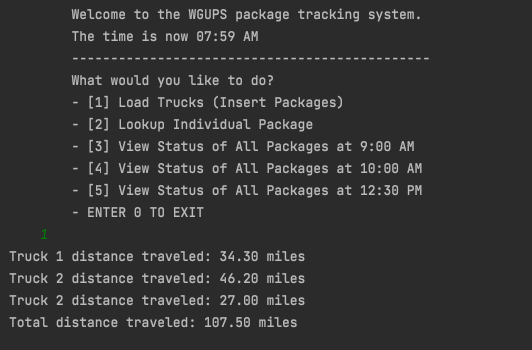 Welcome to the WGUPS package tracking system.
The time is now 07:59 AM
----------------------------------------------
What would you like to do?
- [1] Load Trucks (Insert Packages)
- [2] Lookup Individual Package
- [3] View Status of All Packages at 9:00 AM
- [4] View Status of All Packages at 10:00 AM
- [5] View Status of All Packages at 12:30 PM
- ENTER 0 TO EXIT
1
Truck 1 distance traveled: 34.30 miles
Truck 2 distance traveled: 46.20 miles
Truck 2 distance traveled: 27.00 miles
Total distance traveled: 107.50 miles